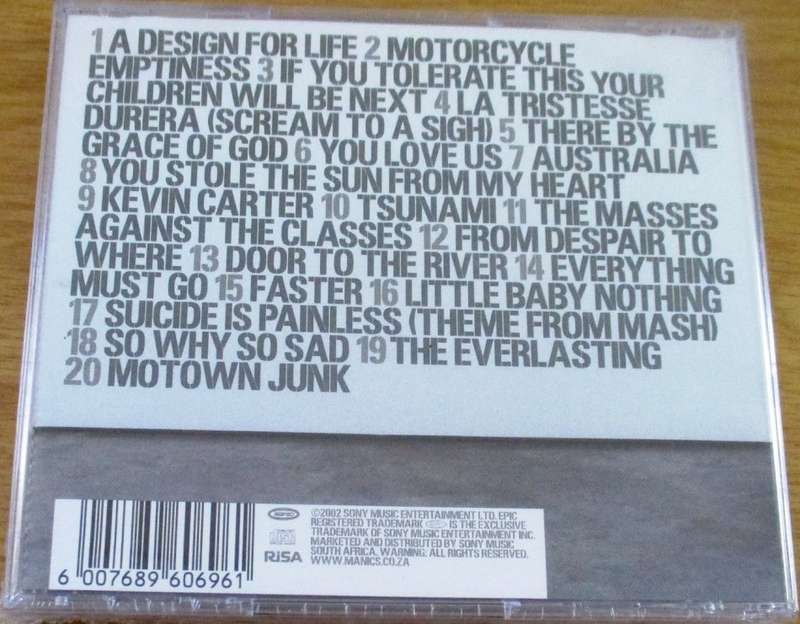 1 A DESIGN FOR LIFE 2 MOTORCYCLE
EMPTINESS 3 IF YOU TOLERATE THIS YOUR
CHILDREN WILL BE NEXT 4 LA TRISTESSE
DURERA (SCREAM TO A SIGH) 5 THERE BY THE
GRACE OF GOD 6 YOU LOVE US 7 AUSTRALIA
8 YOU STOLE THE SUN FROM MY HEART
9 KEVIN CARTER 10 TSUNAMI 11 THE MASSES
AGAINST THE CLASSES 12 FROM DESPAIR TO
WHERE 13 DOOR TO THE RIVER 14 EVERYTHING
MUST GO 15 FASTER 16 LITTLE BABY NOTHING
17 SUICIDE IS PAINLESS (THEME FROM MASH)
18 SO WHY SO SAD 19 THE EVERLASTING
20 MOTOWN JUNK
6 007689 606961
epic
RiSA
©2002 SONY MUSIC ENTERTAINMENT LTD. EPIC
REGISTERED TRADEMARK epic IS THE EXCLUSIVE
TRADEMARK OF SONY MUSIC ENTERTAINMENT INC.
MARKETED AND DISTRIBUTED BY SONY MUSIC
SOUTH AFRICA. WARNING: ALL RIGHTS RESERVED.
WWW.MANICS.CO.ZA